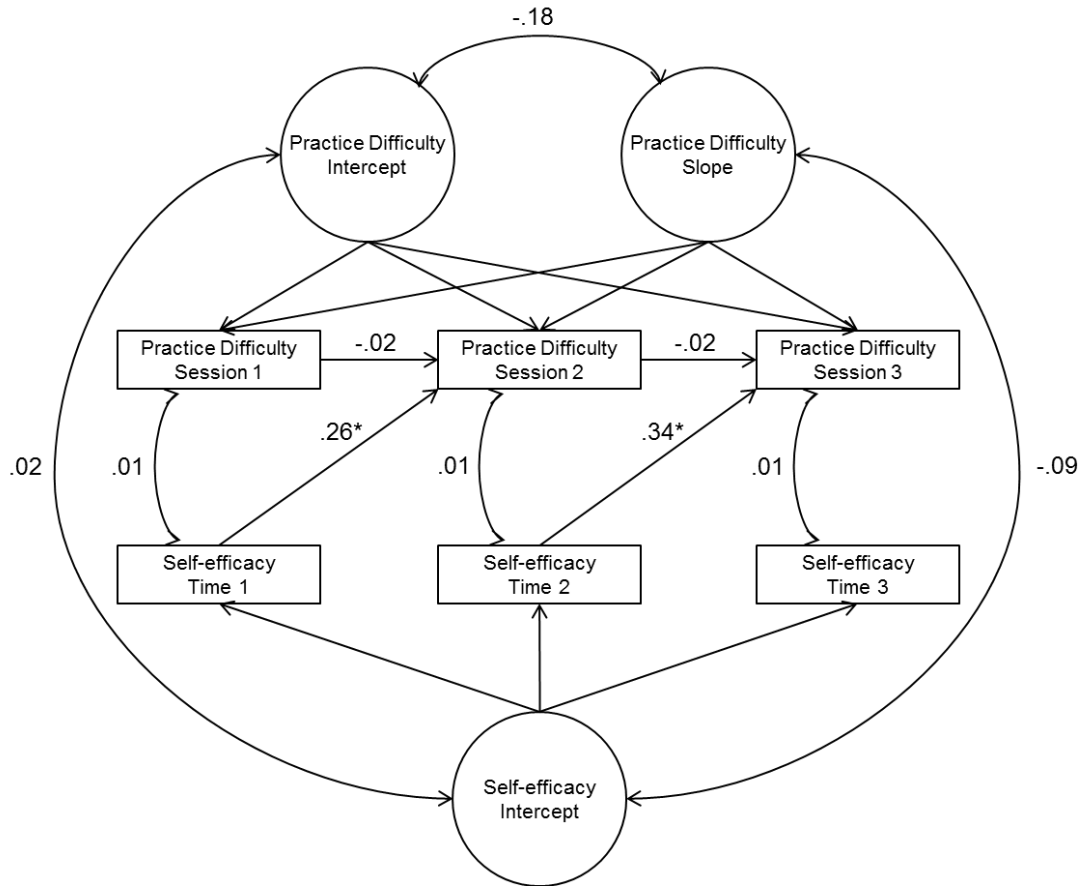 -.18
Practice Difficulty
Intercept
Practice Difficulty
Slope
Practice Difficulty
Session 1
-.02
Practice Difficulty
Session 2
-.02
Practice Difficulty
Session 3
.26*
.34*
.02
.01
.01
.01
-.09
Self-efficacy
Time 1
Self-efficacy
Time 2
Self-efficacy
Time 3
Self-efficacy
Intercept